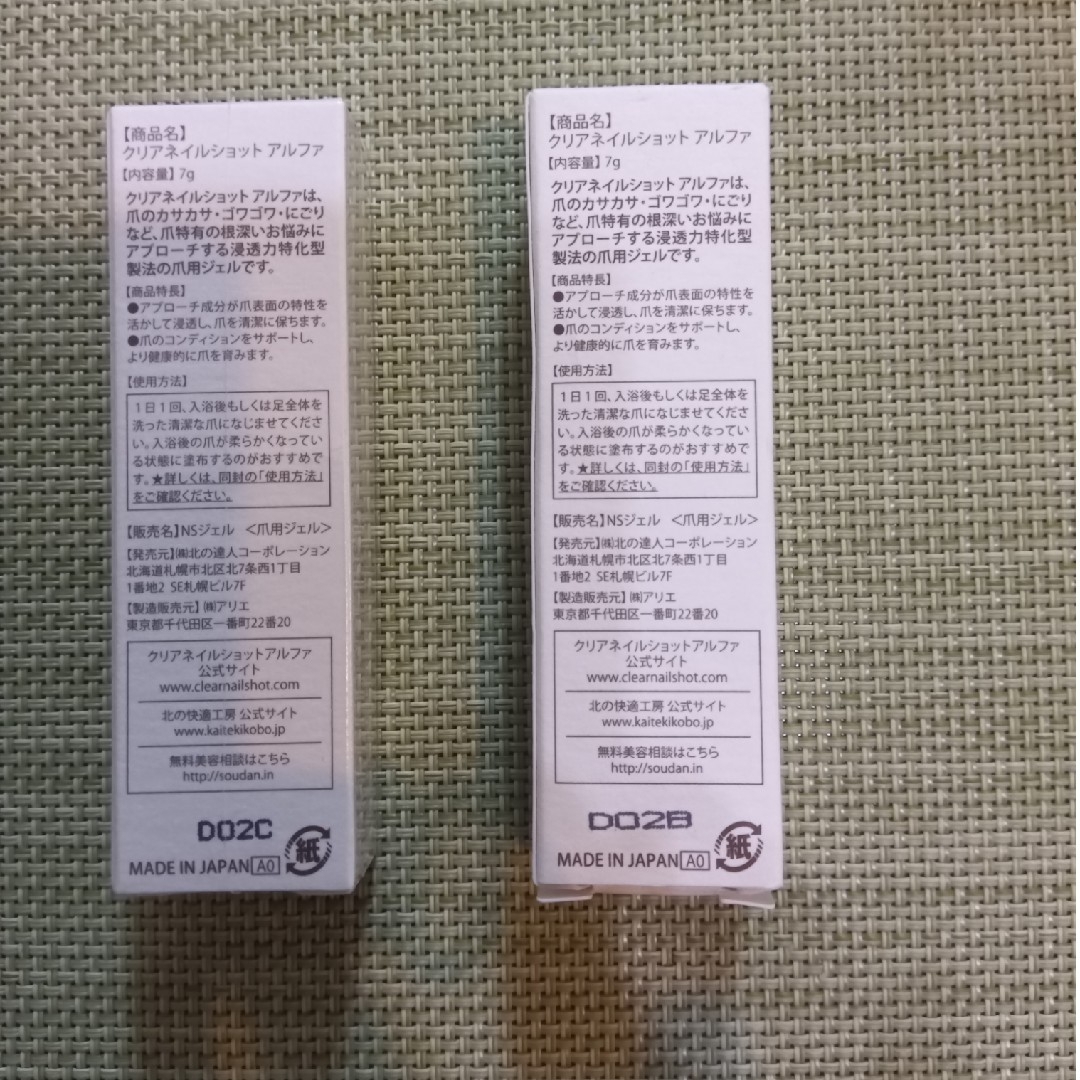 【商品名】
クリアネイルショット アルファ
【内容量】7g
クリアネイルショット アルファは、
爪のカサカサ・ゴワゴワ・にごり
など、爪特有の根深いお悩みに
アプローチする浸透力特化型
製法の爪用ジェルです。
【商品特長】
●アプローチ成分が爪表面の特性を
活かして浸透し、爪を清潔に保ちます。
●爪のコンディションをサポートし、
より健康的に爪を育みます。
【使用方法】
1日1回、入浴後もしくは足全体を
洗った清潔な爪になじませてくださ
い。入浴後の爪が柔らかくなってい
る状態に塗布するのがおすすめで
す。★詳しくは、同封の「使用方法」
をご確認ください。
【販売名】NSジェル ＜爪用ジェル＞
【発売元】㈱北の達人コーポレーション
北海道札幌市北区北7条西1丁目
1番地2 SE札幌ビル7F
【製造販売元】㈱アリエ
東京都千代田区一番町22番20
クリアネイルショットアルファ
公式サイト
www.clearnailshot.com
北の快適工房 公式サイト
www.kaitekikobo.jp
無料美容相談はこちら
http://soudan.in
D02C
MADE IN JAPAN A0
紙
【商品名】
クリアネイルショット アルファ
【内容量】7g
クリアネイルショット アルファは、
爪のカサカサ・ゴワゴワ・にごり
など、爪特有の根深いお悩みに
アプローチする浸透力特化型
製法の爪用ジェルです。
【商品特長】
●アプローチ成分が爪表面の特性を
活かして浸透し、爪を清潔に保ちます。
●爪のコンディションをサポートし、
より健康的に爪を育みます。
【使用方法】
1日1回、入浴後もしくは足全体を
洗った清潔な爪になじませてくださ
い。入浴後の爪が柔らかくなってい
る状態に塗布するのがおすすめで
す。★詳しくは、同封の「使用方法」
をご確認ください。
【販売名】NSジェル ＜爪用ジェル＞
【発売元】㈱北の達人コーポレーション
北海道札幌市北区北7条西1丁目
1番地2 SE札幌ビル7F
【製造販売元】㈱アリエ
東京都千代田区一番町22番20
クリアネイルショットアルファ
公式サイト
www.clearnailshot.com
北の快適工房 公式サイト
www.kaitekikobo.jp
無料美容相談はこちら
http://soudan.in
D02B
MADE IN JAPAN A0
紙